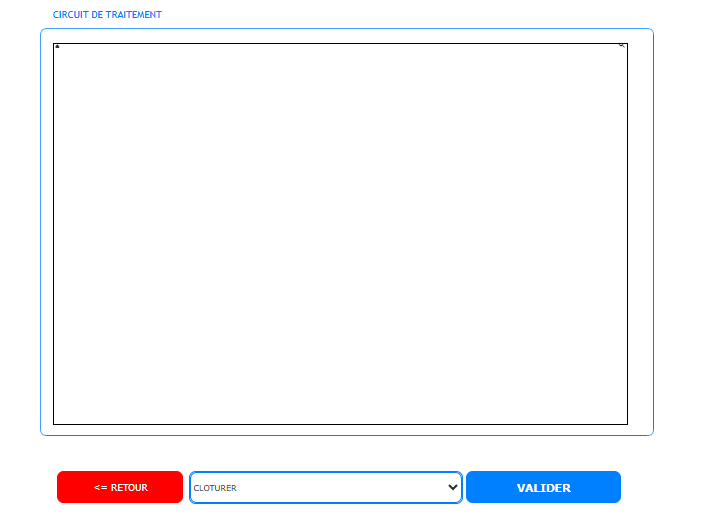 CIRCUIT DE TRAITEMENT
<= RETOUR
CLOTURER
VALIDER